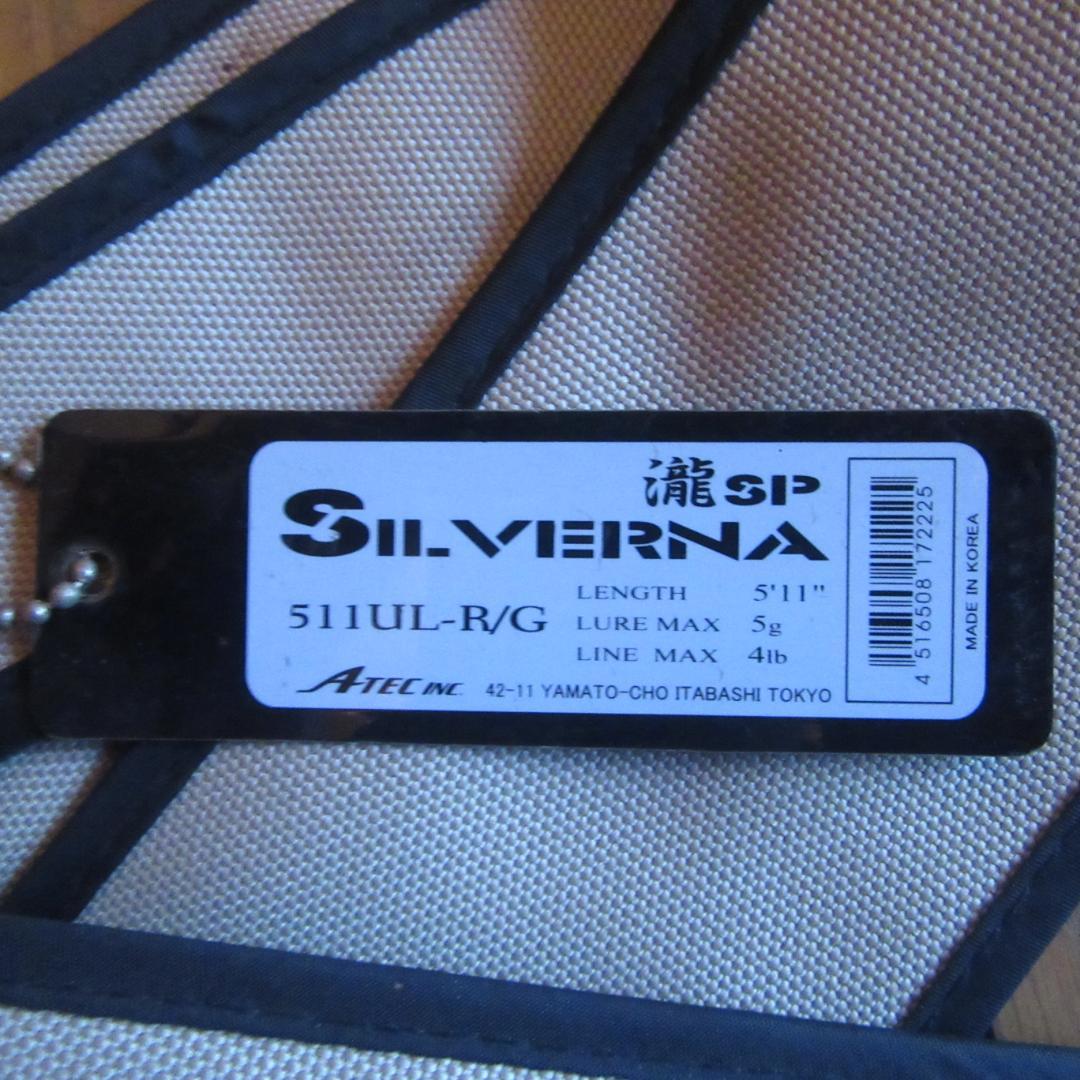 瀧SP
SILVERNA
511UL-R/G
LENGTH 5'11"
LURE MAX 5g
LINE MAX 4lb
A-TEC INC. 42-11 YAMATO-CHO ITABASHI TOKYO
4 516508 172225
MADE IN KOREA